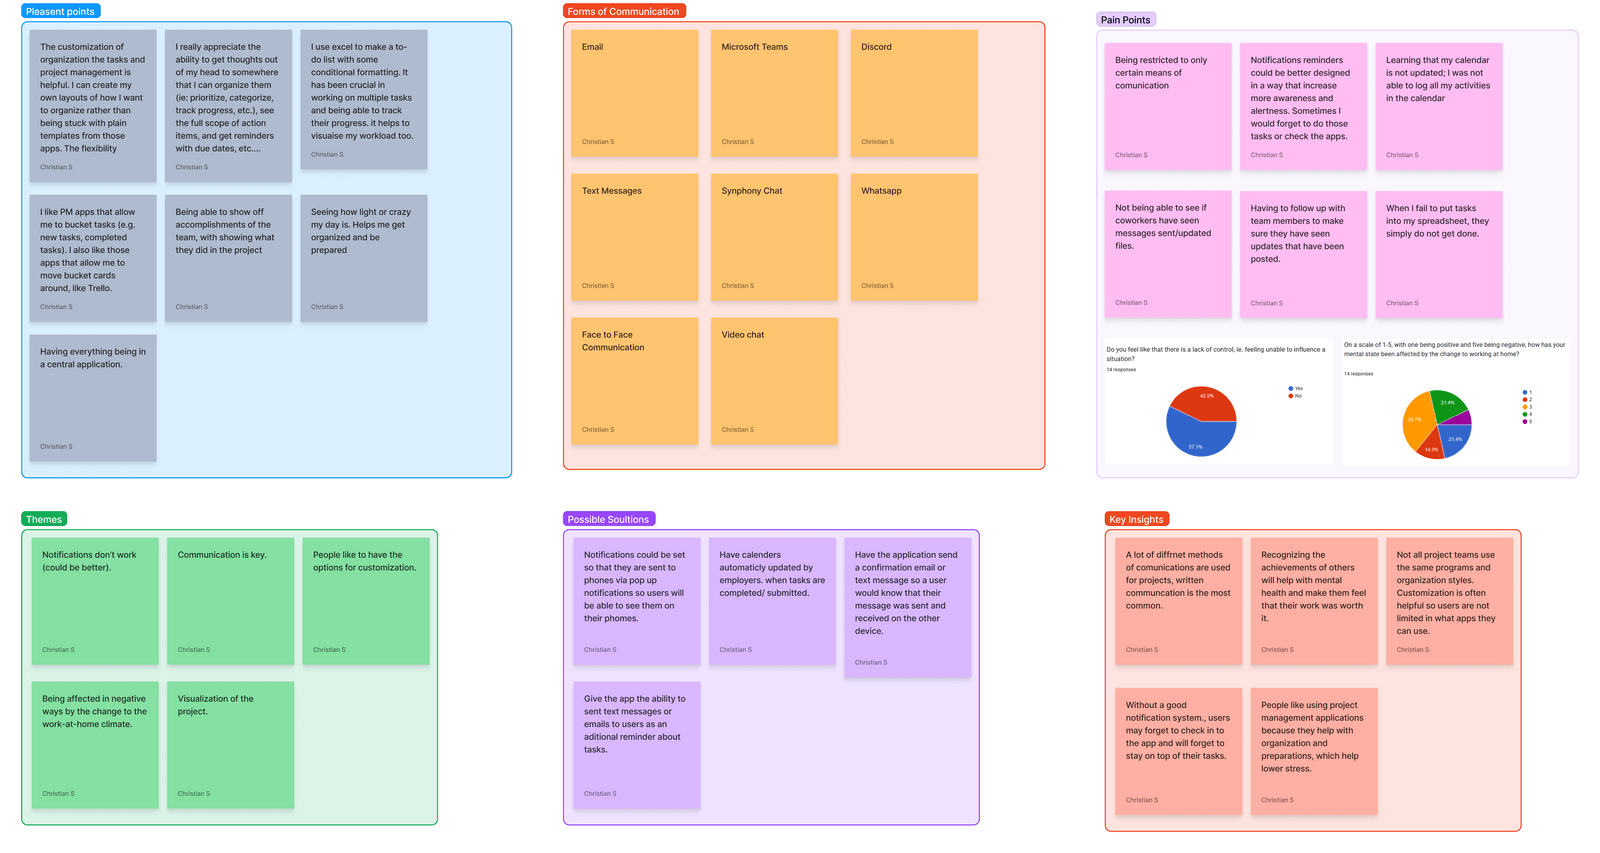 Pleasent points
The customization of
organization the tasks and
project management is
helpful. I can create my
own layouts of how I want
to organize rather than
being stuck with plain
templates from those
apps. The flexibility
Christian S
I really appreciate the
ability to get thoughts out
of my head to somewhere
that I can organize them
(ie: prioritize, categorize,
track progress, etc.), see
the full scope of action
items, and get reminders
with due dates, etc....
Christian S
I use excel to make a to-
do list with some
conditional formatting. It
has been crucial in
working on multiple tasks
and being able to track
their progress. it helps to
visuaise my workload too.
Christian S
I like PM apps that allow
me to bucket tasks (e.g.
new tasks, completed
tasks). I also like those
apps that allow me to
move bucket cards
around, like Trello.
Christian S
Being able to show off
accomplishments of the
team, with showing what
they did in the project
Christian S
Seeing how light or crazy
my day is. Helps me get
organized and be
prepared
Christian S
Having everything being in
a central application.
Christian S
Forms of Communication
Email
Christian S
Microsoft Teams
Christian S
Discord
Christian S
Text Messages
Christian S
Synphony Chat
Christian S
Whatsapp
Christian S
Face to Face
Communication
Christian S
Video chat
Christian S
Pain Points
Being restricted to only
certain means of
comunication
Christian S
Notifications reminders
could be better designed
in a way that increase
more awareness and
alertness. Sometimes I
would forget to do those
tasks or check the apps.
Christian S
Learning that my calendar
is not updated; I was not
able to log all my activities
in the calendar
Christian S
Not being able to see if
coworkers have seen
messages sent/updated
files.
Christian S
Having to follow up with
team members to make
sure they have seen
updates that have been
posted.
Christian S
When I fail to put tasks
into my spreadsheet, they
simply do not get done.
Christian S
Do you feel like that there is a lack of control, ie. feeling unable to influence a
situation?
14 responses
Yes
No
42.9%
57.1%
On a scale of 1-5, with one being positive and five being negative, how has your
mental state been affected by the change to working at home?
14 responses
1
2
3
4
5
21.4%
35.7%
21.4%
14.3%
Themes
Notifications don't work
(could be better).
Christian S
Communication is key.
Christian S
People like to have the
options for customization.
Christian S
Being affected in negative
ways by the change to the
work-at-home climate.
Christian S
Visualization of the
project.
Christian S
Possible Soultions
Notifications could be set
so that they are sent to
phones via pop up
notifications so users will
be able to see them on
their phomes.
Christian S
Have calenders
automaticly updated by
employers. when tasks are
completed/ submitted.
Christian S
Have the application send
a confirmation email or
text message so a user
would know that their
message was sent and
received on the other
device.
Christian S
Give the app the ability to
sent text messages or
emails to users as an
aditional reminder about
tasks.
Christian S
Key Insights
A lot of diffrnet methods
of comunications are used
for projects, written
communcation is the most
common.
Christian S
Recognizing the
achievements of others
will help with mental
health and make them feel
that their work was worth
it.
Christian S
Not all project teams use
the same programs and
organization styles.
Customization is often
helpful so users are not
limited in what apps they
can use.
Christian S
Without a good
notification system., users
may forget to check in to
the app and will forget to
stay on top of their tasks.
Christian S
People like using project
management applications
because they help with
organization and
preparations, which help
lower stress.
Christian S